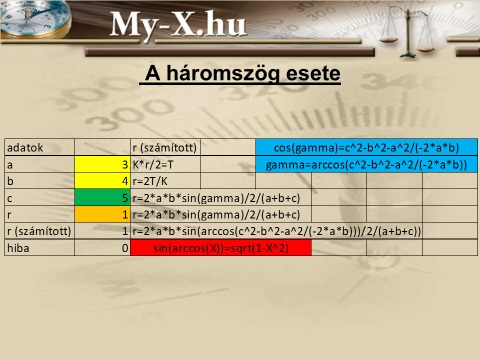 My-X.hu
A háromszög esete
adatok r (számított) cos(gamma)=c^2-b^2-a^2/(-2*a*b)
a 3 K*r/2=T gamma=arccos(c^2-b^2-a^2/(-2*a*b))
b 4 r=2T/K
c 5 r=2*a*b*sin(gamma)/2/(a+b+c)
r 1 r=2*a*b*sin(gamma)/2/(a+b+c)
r (számított) 1 r=2*a*b*sin(arccos(c^2-b^2-a^2/(-2*a*b)))/2/(a+b+c))
hiba 0 sin(arccos(X))=sqrt(1-X^2)